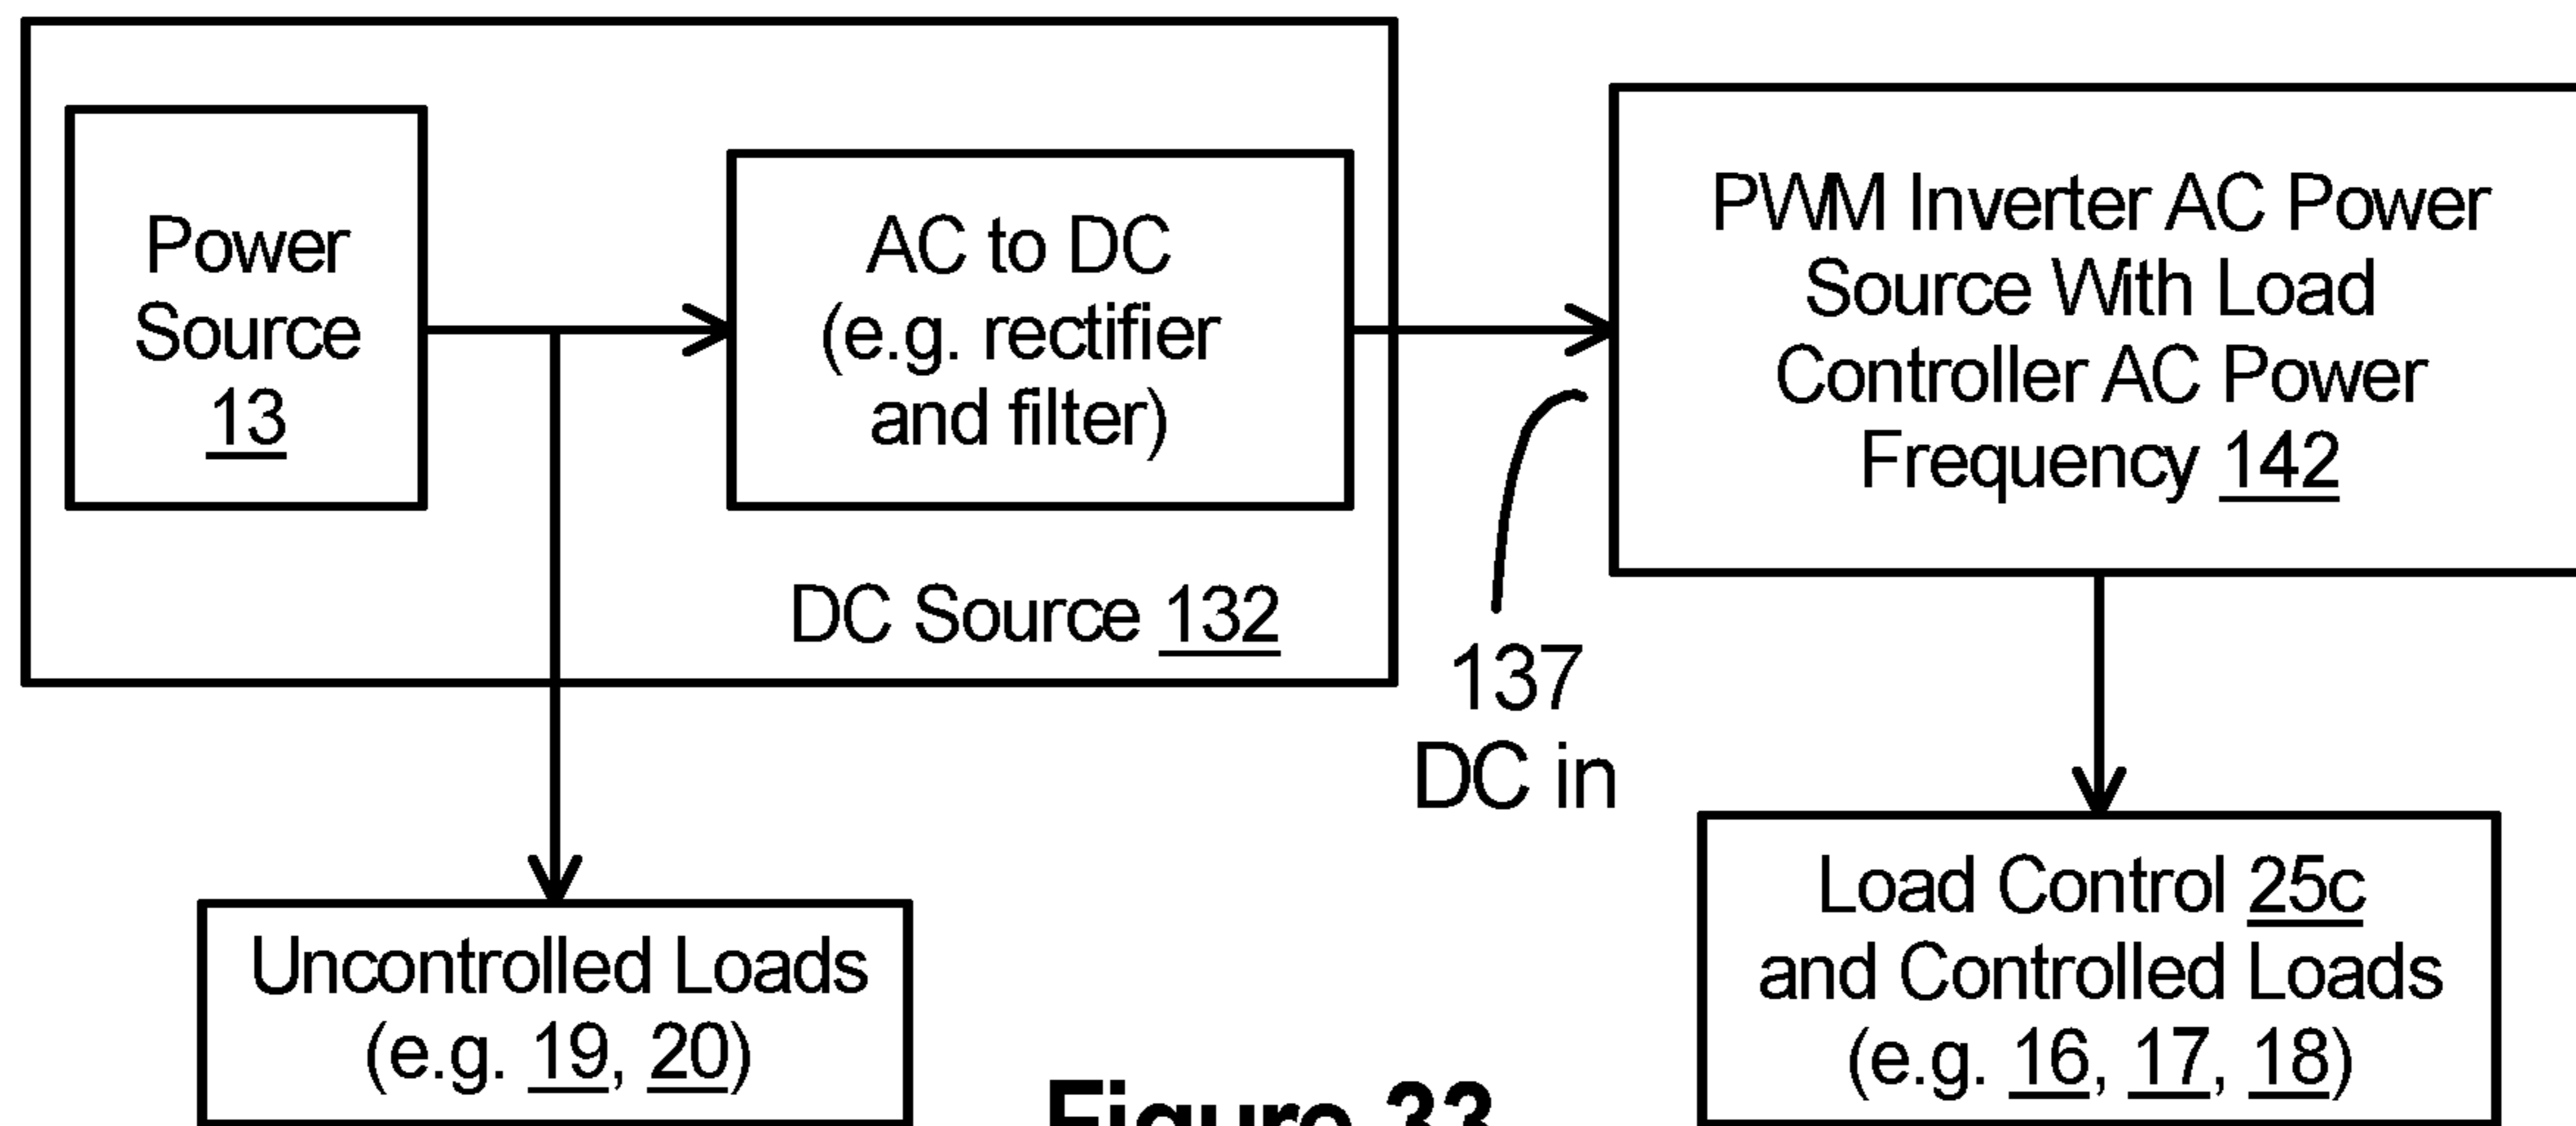 Power
Source
13
AC to DC
(e.g. rectifier
and filter)
DC Source 132
PWM Inverter AC Power
Source With Load
Controller AC Power
Frequency 142
137
DC in
Uncontrolled Loads
(e.g. 19, 20)
Load Control 25c
and Controlled Loads
(e.g. 16, 17, 18)
Figure 33